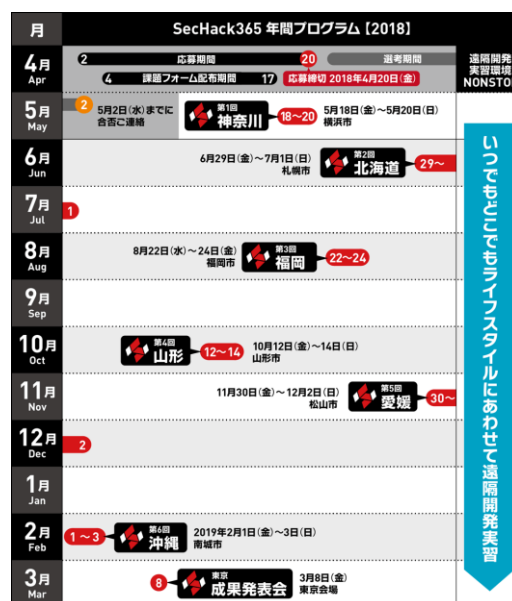 月
SecHack365 年間プログラム【2018】
4月
Apr
2 応募期間 20
選考期間
4 課題フォーム配布期間 17
応募締切 2018年4月20日(金)
遠隔開発
実習環境
NONSTOP
5月
May
2
5月2日(水)までに
合否ご連絡
第1回
神奈川
18〜20
5月18日(金)〜5月20日(日)
横浜市
6月
Jun
6月29日(金)〜7月1日(日)
札幌市
第2回
北海道
29〜
7月
Jul
1
8月
Aug
8月22日(水)〜24日(金)
福岡市
第3回
福岡
22〜24
9月
Sep
10月
Oct
第4回
山形
12〜14
10月12日(金)〜14日(日)
山形市
11月
Nov
11月30日(金)〜12月2日(日)
松山市
第5回
愛媛
30〜
12月
Dec
2
1月
Jan
2月
Feb
1〜3
第6回
沖縄
2019年2月1日(金)〜3日(日)
南城市
3月
Mar
8
東京
成果発表会
3月8日(金)
東京会場
いつでもどこでもライフスタイルにあわせて遠隔開発実習